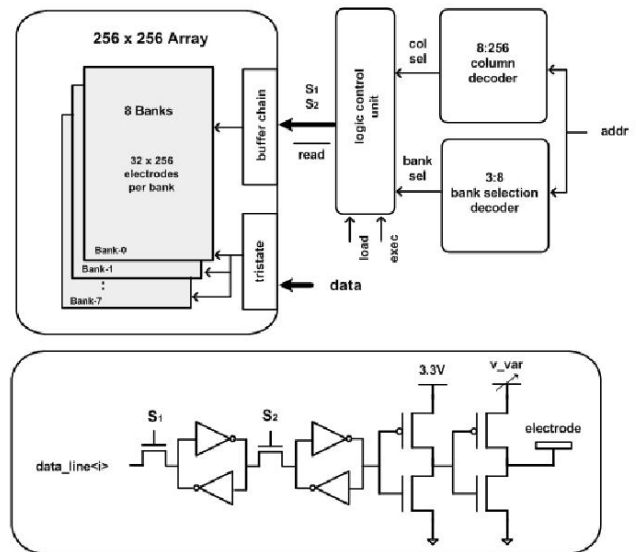 256 x 256 Array
8 Banks
32 x 256
electrodes
per bank
Bank-0
Bank-1
:
Bank-7
buffer chain
tristate
S1
S2
read
data
logic control
unit
load
exec
col
sel
bank
sel
8:256
column
decoder
3:8
bank selection
decoder
addr
3.3V
v_var
S1
S2
electrode
data_line<i>